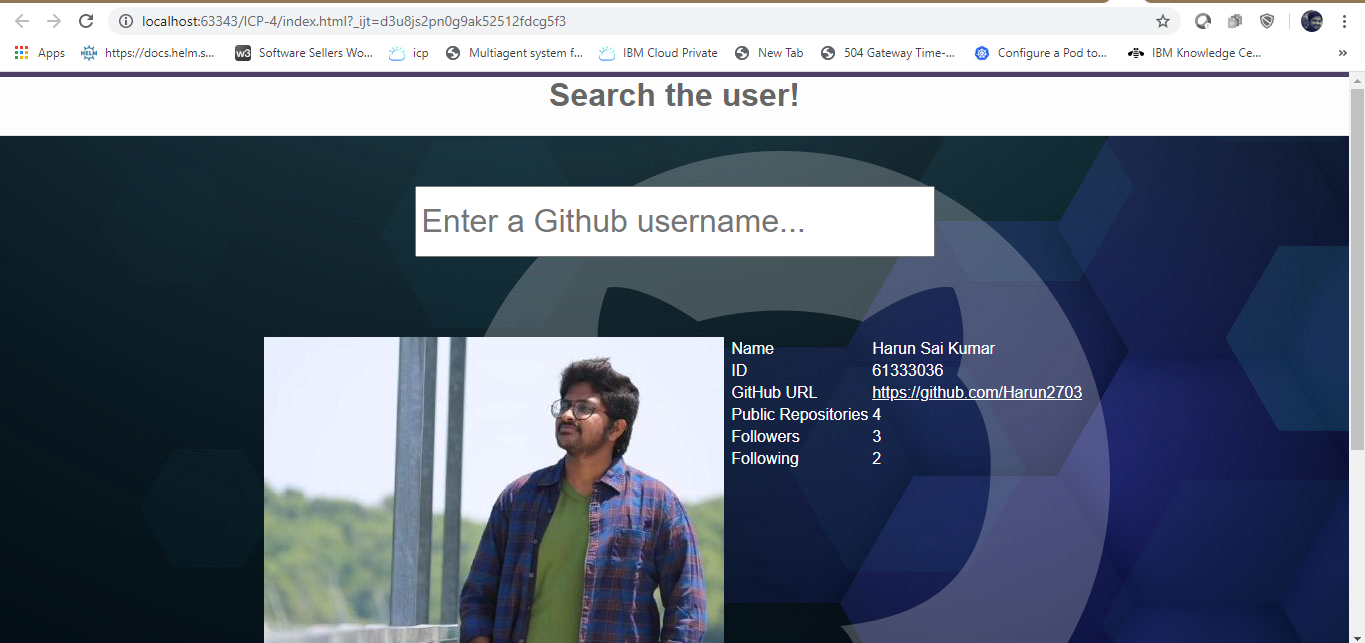 localhost:63343/ICP-4/index.html?_ijt=d3u8js2pn0g9ak52512fdcg5f3
Apps HELM https://docs.helm.s... w3 Software Sellers Wo... icp Multiagent system f... IBM Cloud Private New Tab 504 Gateway Time-... Configure a Pod to... IBM Knowledge Ce... »
Search the user!
Enter a Github username...
Name Harun Sai Kumar
ID 61333036
GitHub URL https://github.com/Harun2703
Public Repositories 4
Followers 3
Following 2